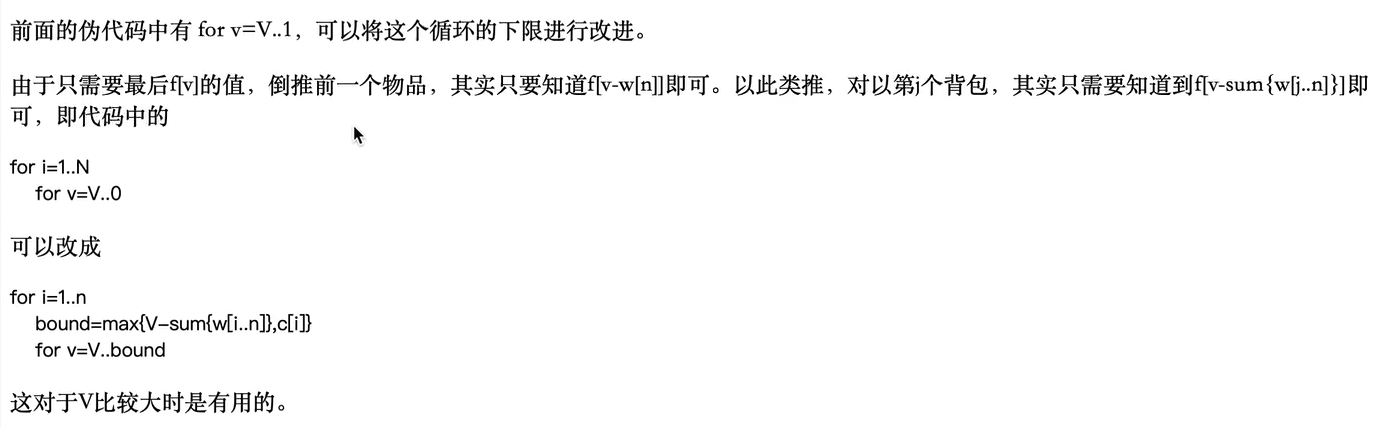 前面的伪代码中有 for v=V..1，可以将这个循环的下限进行改进。
由于只需要最后f[v]的值，倒推前一个物品，其实只要知道f[v-w[n]]即可。以此类推，对以第j个背包，其实只需要知道到f[v-sum{w[j..n]}]即
可，即代码中的
for i=1..N
for v=V..0
可以改成
for i=1..n
bound=max{V-sum{w[i..n]},c[i]}
for v=V..bound
这对于V比较大时是有用的。